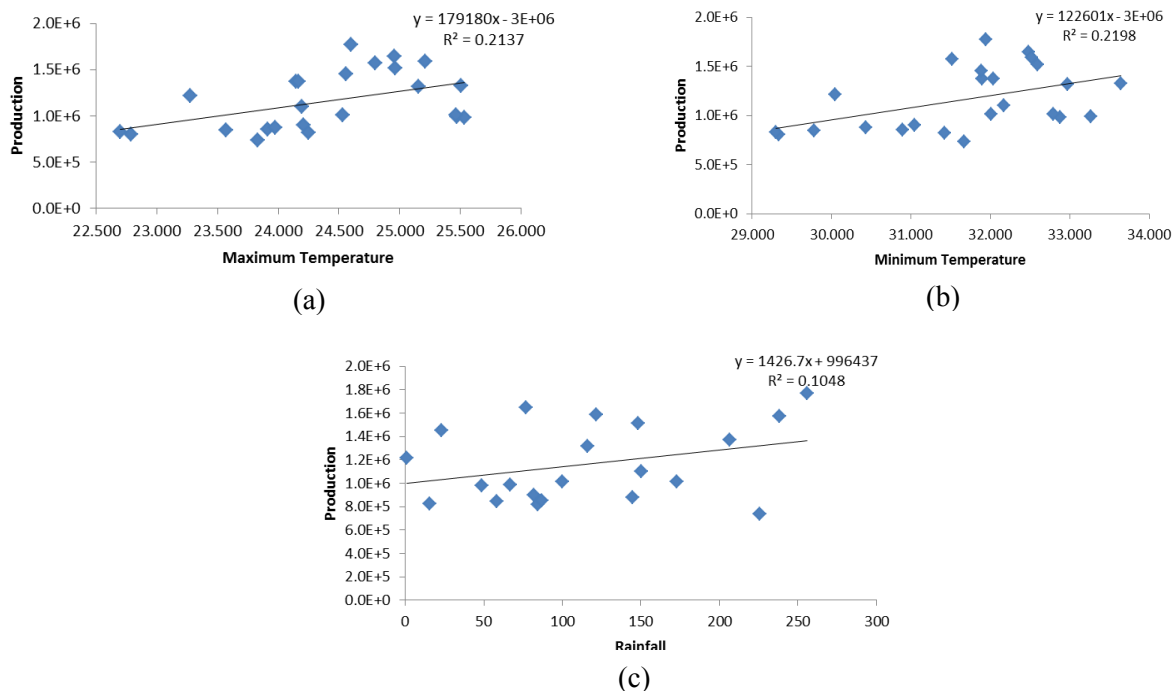 y = 179180x - 3E+06
R² = 0.2137
2.0E+6
1.5E+6
1.0E+6
5.0E+5
0.0E+0
Production
22.500 23.000 23.500 24.000 24.500 25.000 25.500 26.000
Maximum Temperature
(a)
y = 122601x - 3E+06
R² = 0.2198
2.0E+6
1.5E+6
1.0E+6
5.0E+5
0.0E+0
Production
29.000 30.000 31.000 32.000 33.000 34.000
Minimum Temperature
(b)
y = 1426.7x + 996437
R² = 0.1048
2.0E+6
1.8E+6
1.6E+6
1.4E+6
1.2E+6
1.0E+6
8.0E+5
6.0E+5
4.0E+5
2.0E+5
0.0E+0
Production
0 50 100 150 200 250 300
Rainfall
(c)